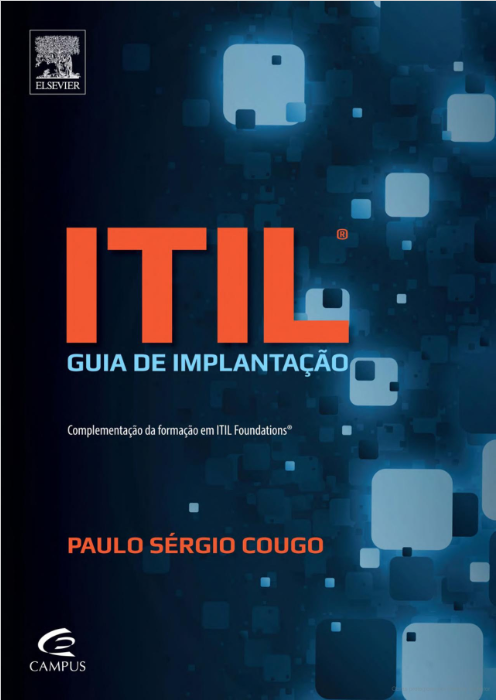 ELSEVIER
ITIL®
GUIA DE IMPLANTAÇÃO
Complementação da formação em ITIL Foundations®
PAULO SÉRGIO COUGO
CAMPUS